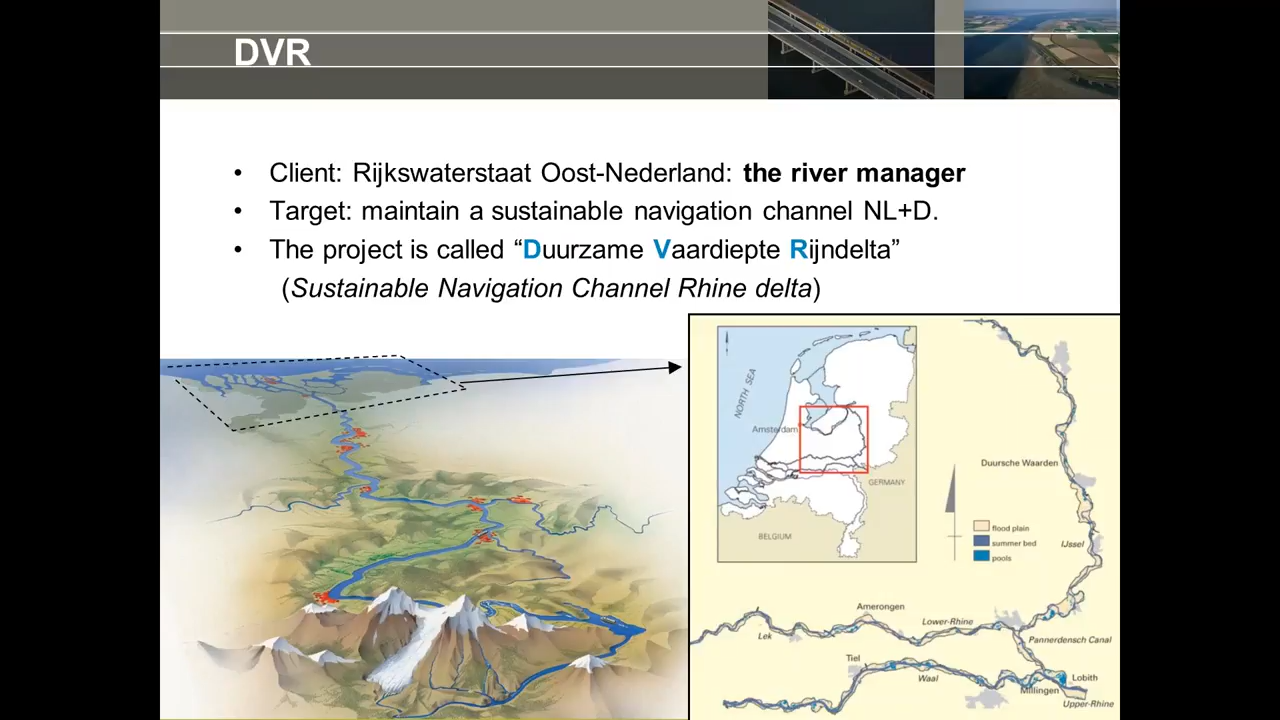 DVR
• Client: Rijkswaterstaat Oost-Nederland: the river manager
• Target: maintain a sustainable navigation channel NL+D.
• The project is called “Duurzame Vaardiepte Rijndelta”
(Sustainable Navigation Channel Rhine delta)
NORTH SEA
Amsterdam
GERMANY
BELGIUM
Duursche Waarden
flood plain
summer bed
pools
IJssel
Amerongen
Lower-Rhine
Lek
Pannerdensch Canal
Tiel
Waal
Lobith
Millingen
Upper-Rhine